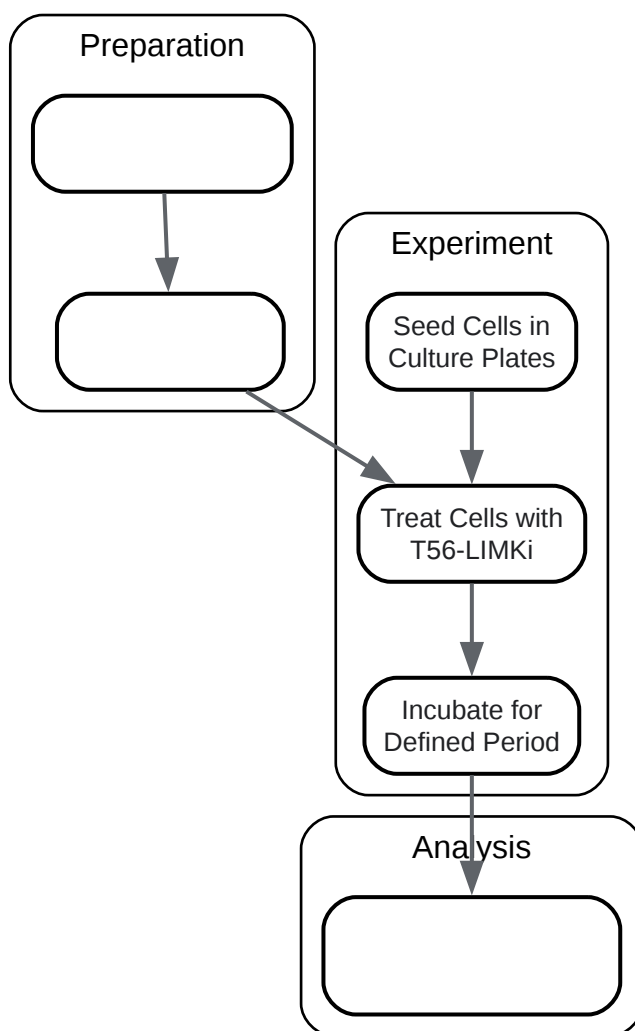 Preparation
Experiment
Seed Cells in
Culture Plates
Treat Cells with
T56-LIMKi
Incubate for
Defined Period
Analysis